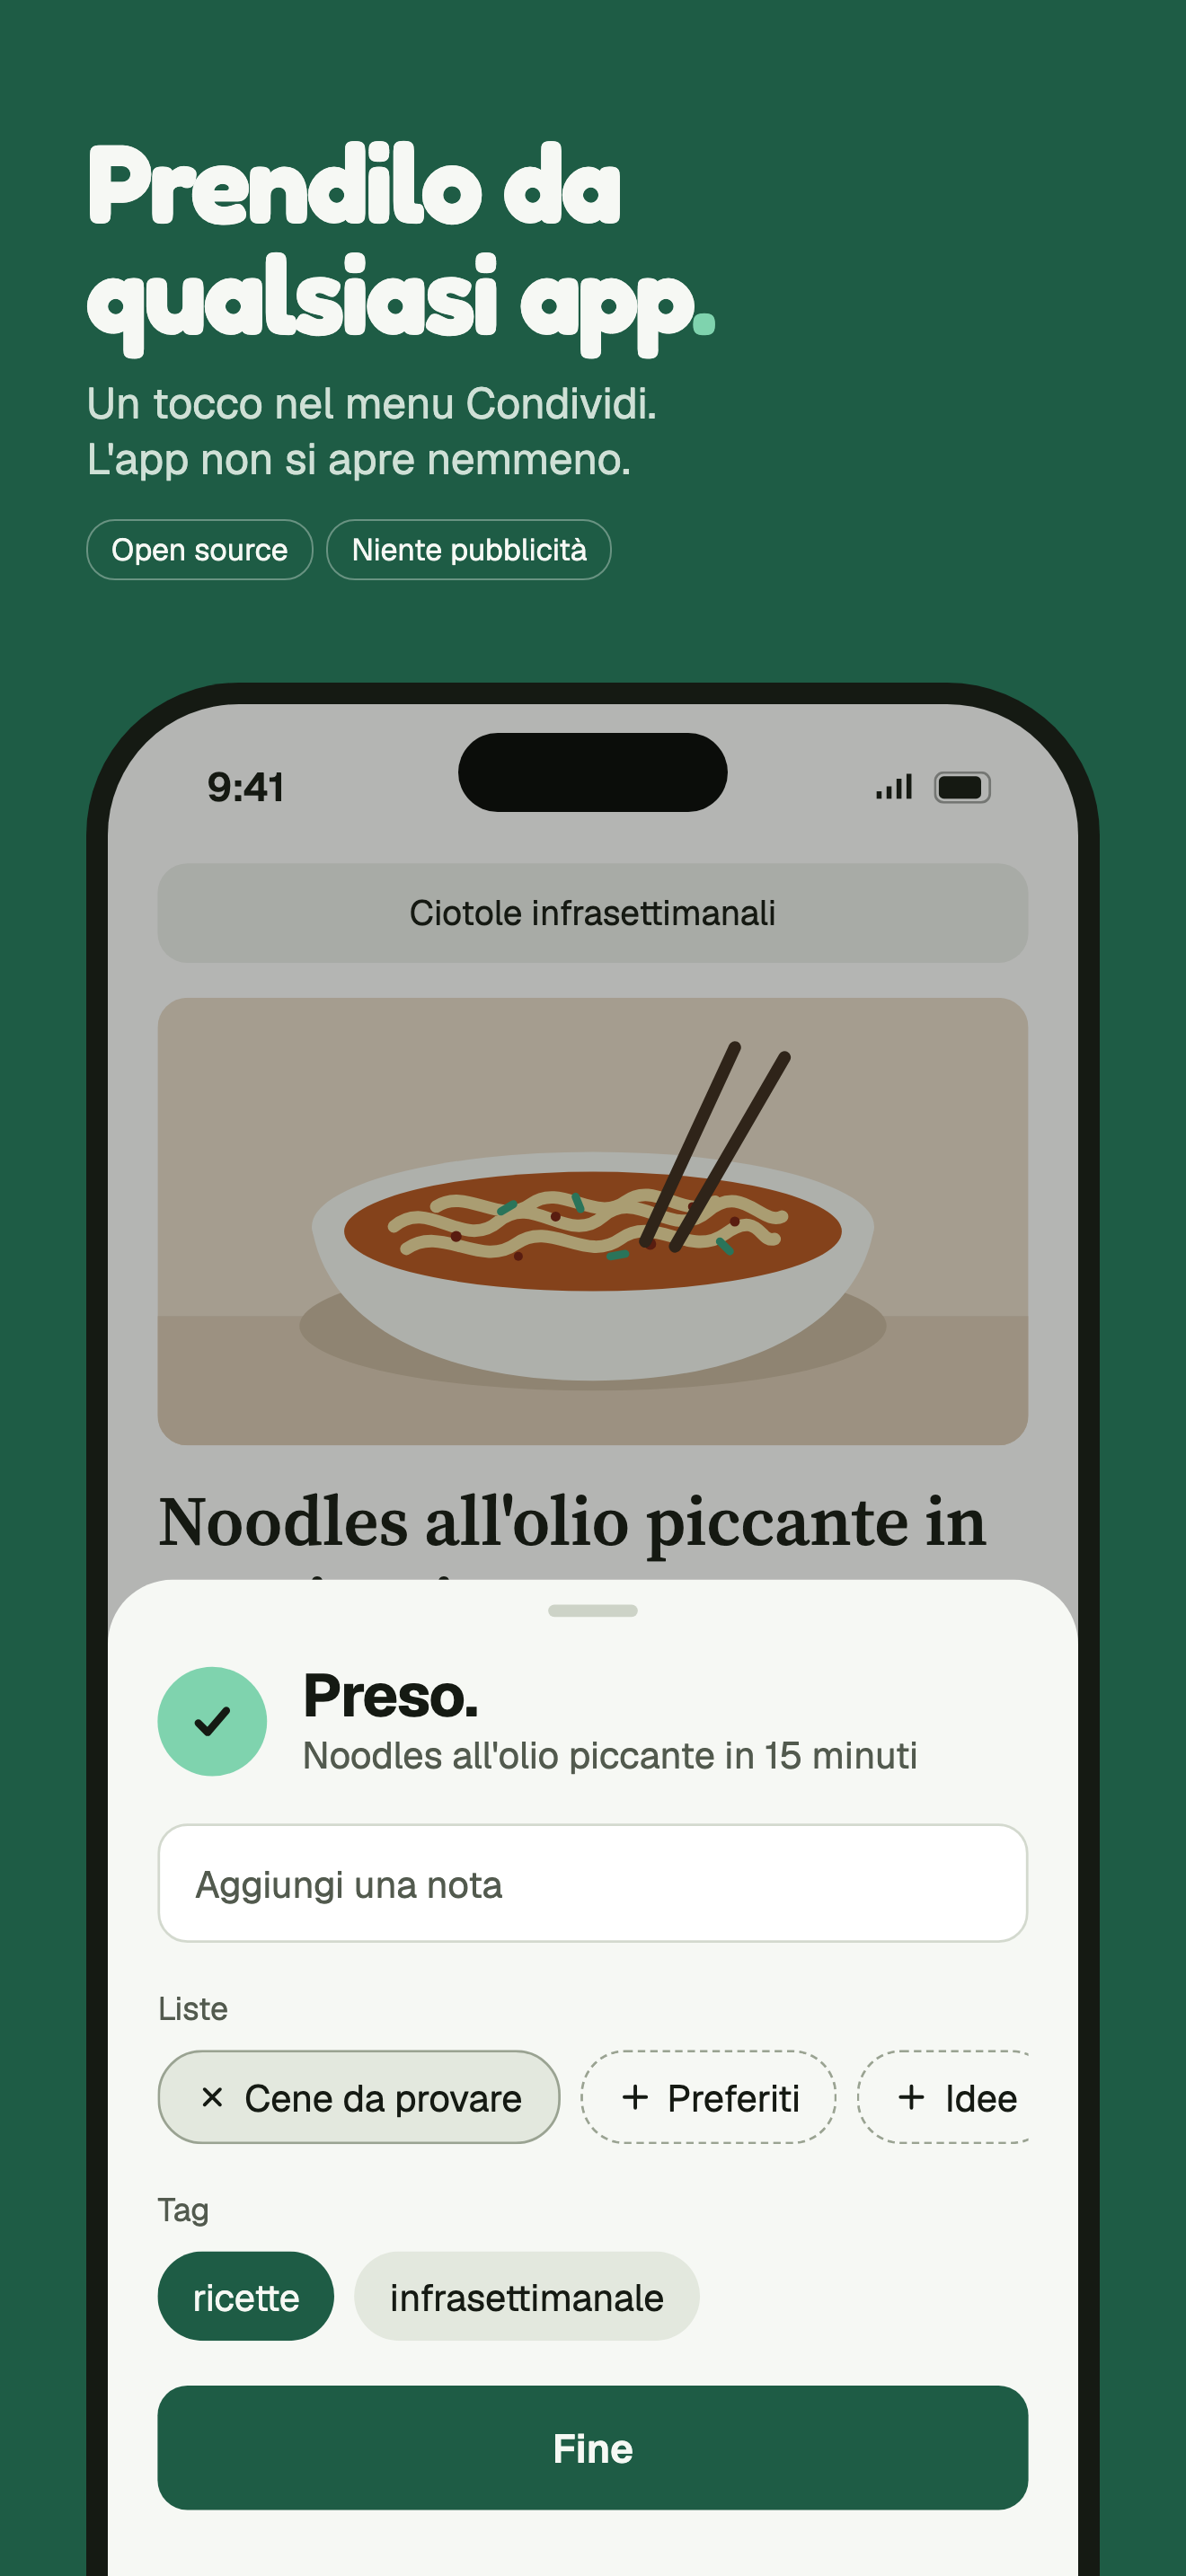 Prendilo da
qualsiasi app.
Un tocco nel menu Condividi.
L'app non si apre nemmeno.
Open source
Niente pubblicità
9:41
Ciotole infrasettimanali
Noodles all'olio piccante in
Preso.
Noodles all'olio piccante in 15 minuti
Aggiungi una nota
Liste
× Cene da provare
+ Preferiti
+ Idee
Tag
ricette
infrasettimanale
Fine